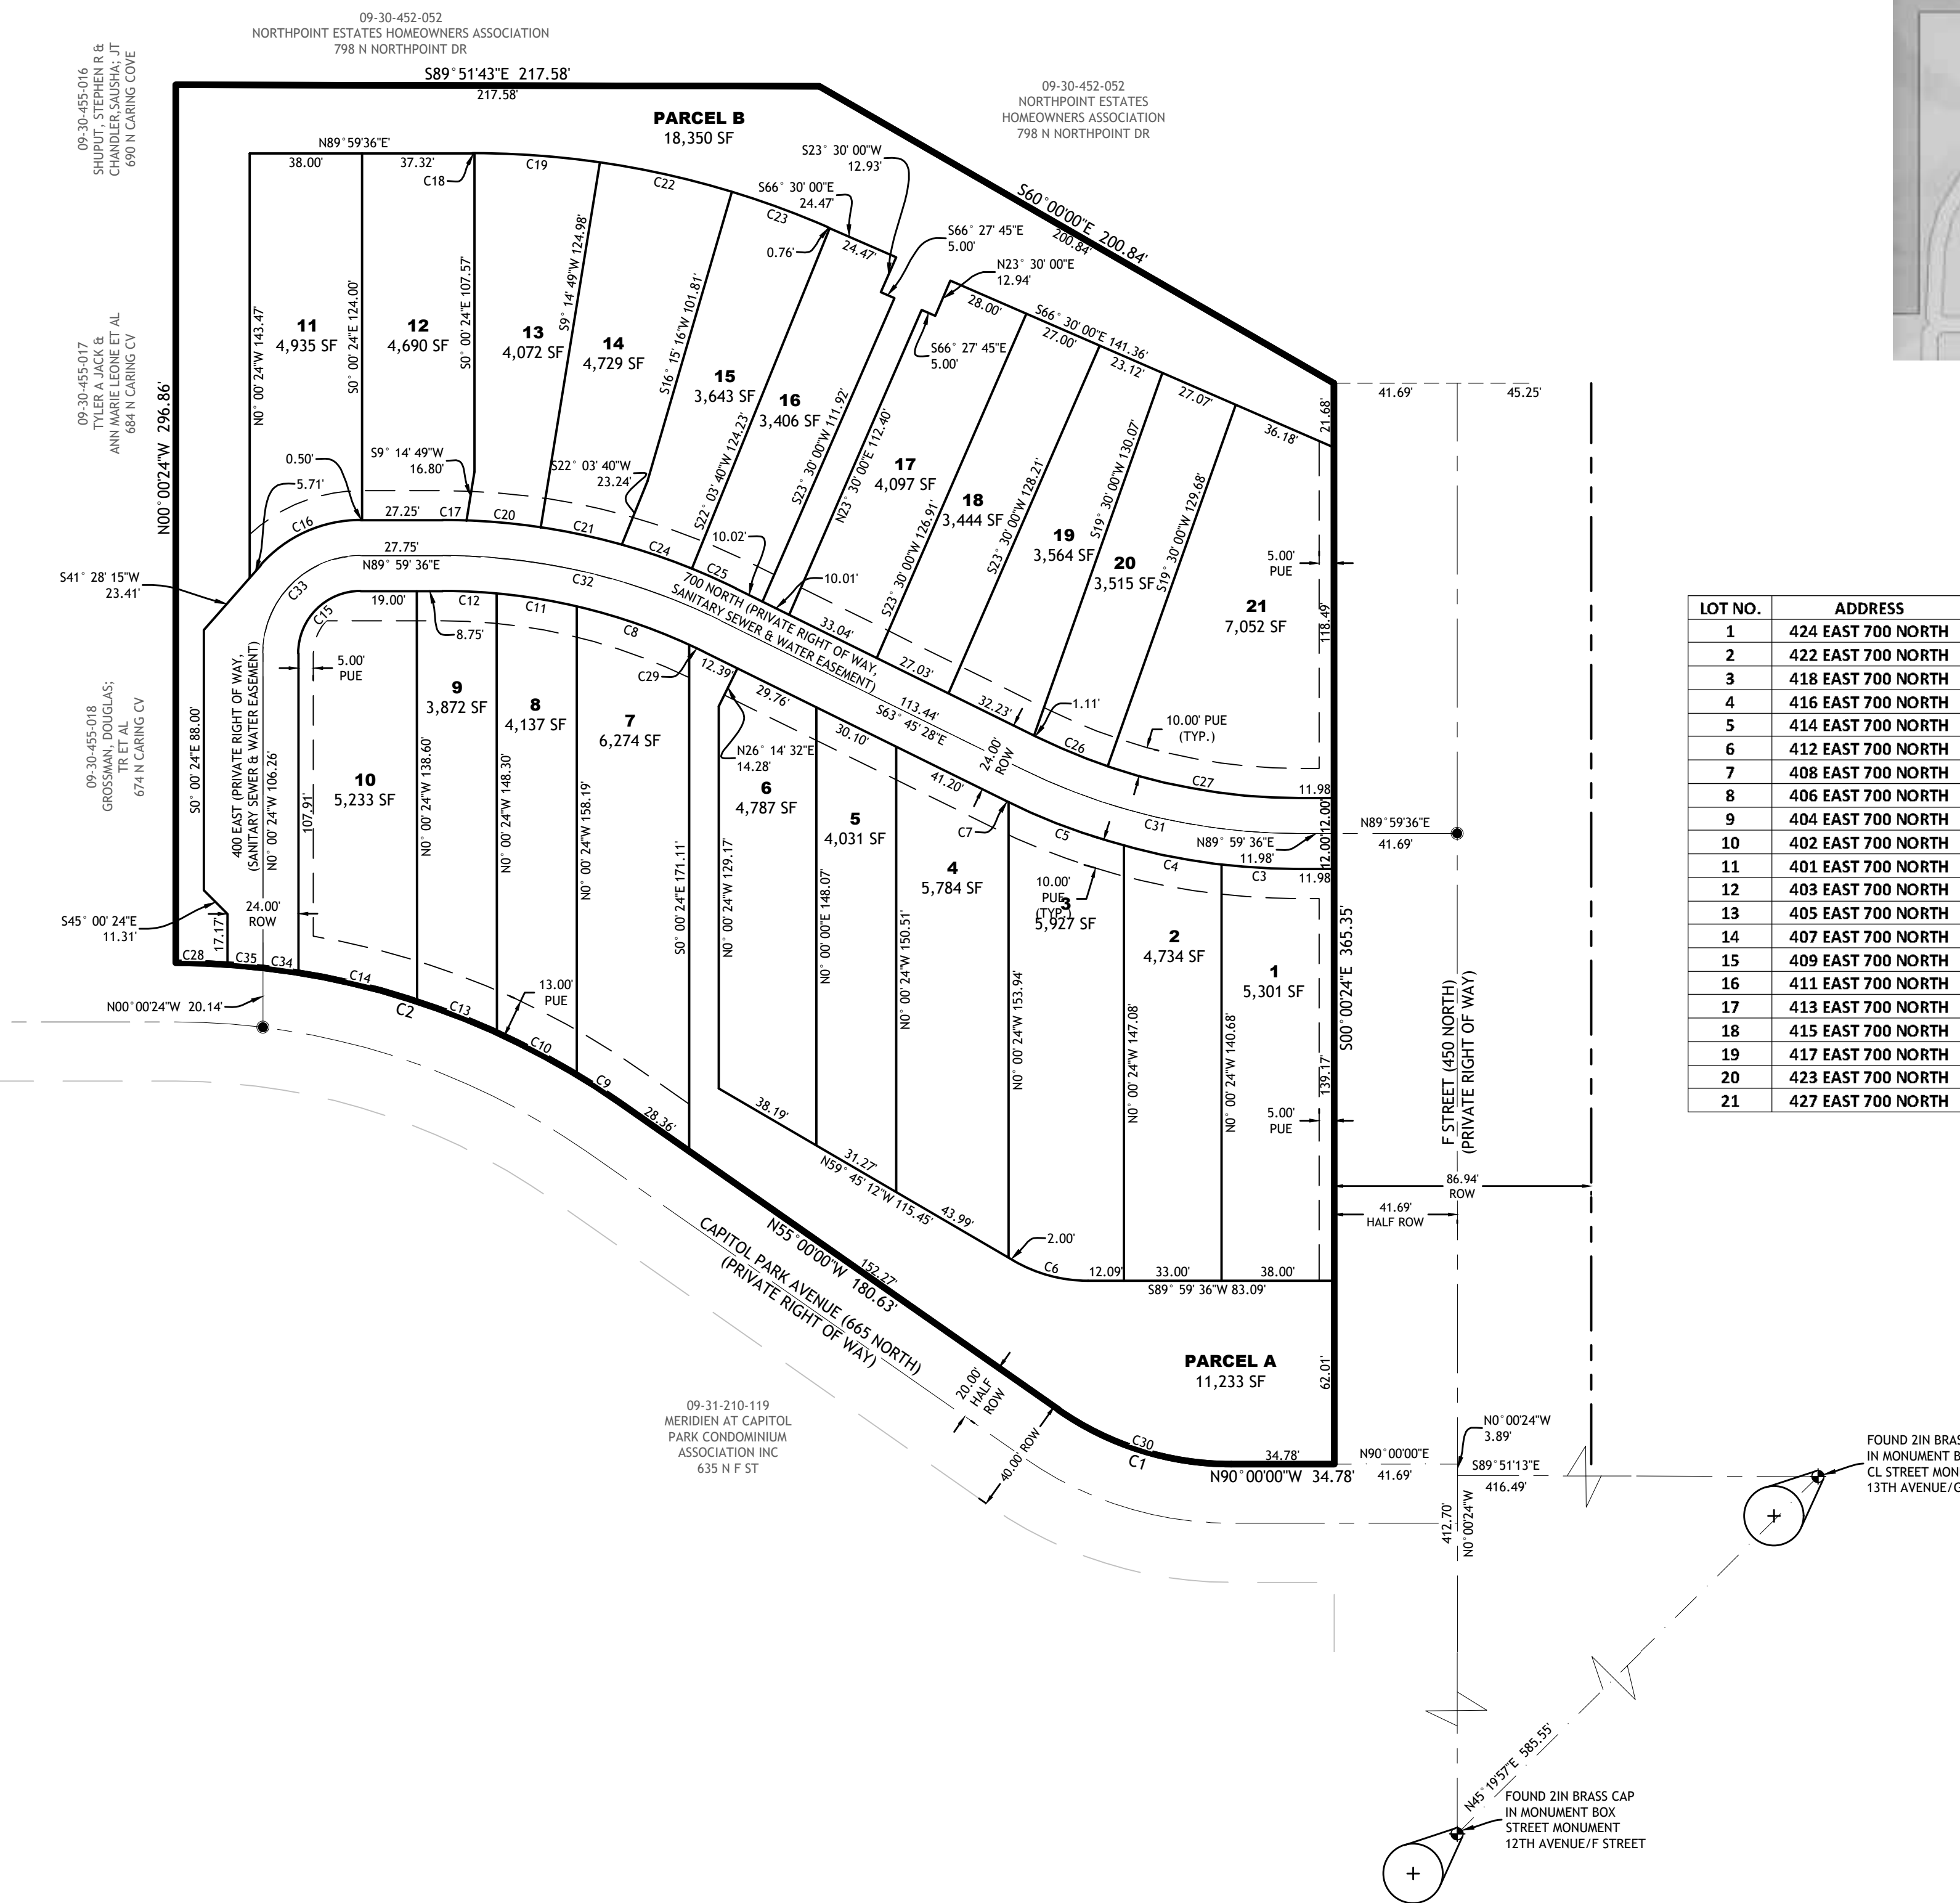 09-30-452-052
NORTHPOINT ESTATES HOMEOWNERS ASSOCIATION
798 N NORTHPOINT DR
S89°51'43"E 217.58'
217.58'
09-30-455-016
SHUPUT, STEPHEN R &
CHANDLER,SAUSHA; JT
690 N CARING COVE
09-30-452-052
NORTHPOINT ESTATES
HOMEOWNERS ASSOCIATION
798 N NORTHPOINT DR
PARCEL B
18,350 SF
N89°59'36"E'
38.00'
37.32'
C18
C19
C22
C23
S66° 30' 00"E
24.47'
24.47'
0.76'
S23° 30' 00"W
12.93'
S66° 27' 45"E
5.00'
N23° 30' 00"E
12.94'
S66° 27' 45"E
5.00'
S60°00'00"E 200.84'
200.84'
28.00'
S66° 30' 00"E 141.36'
27.00'
23.12'
27.07'
36.18'
21.68'
41.69'
45.25'
09-30-455-017
TYLER A JACK &
ANN MARIE LEONE ET AL
684 N CARING CV
N00°00'24"W 296.86'
N0° 00' 24"W 143.47'
11
4,935 SF
S0° 00' 24"E 124.00'
12
4,690 SF
S0° 00' 24"E 107.57'
13
4,072 SF
S9° 14' 49"W 124.98'
14
4,729 SF
S16° 15' 16"W 101.81'
15
3,643 SF
S22° 03' 40"W 124.23'
16
3,406 SF
S23° 30' 00"W 111.92'
N23° 30' 00"E 112.40'
17
4,097 SF
S23° 30' 00"W 126.91'
18
3,444 SF
S23° 30' 00"W 128.21'
19
3,564 SF
S19° 30' 00"W 130.07'
20
3,515 SF
S19° 30' 00"W 129.68'
21
7,052 SF
118.49'
5.00'
PUE
0.50'
5.71'
S9° 14' 49"W
16.80'
S22° 03' 40"W
23.24'
C16
27.25'
C17
C20
C21
C24
C25
10.02'
10.01'
33.04'
27.03'
32.23'
1.11'
C26
C27
10.00' PUE
(TYP.)
11.98'
S41° 28' 15"W
23.41'
C33
27.75'
N89° 59' 36"E
C32
700 NORTH (PRIVATE RIGHT OF WAY,
SANITARY SEWER & WATER EASEMENT)
113.44'
S63° 45' 28"E
24.00'
ROW
C31
N89° 59' 36"E
11.98'
12.00'
12.00'
N89°59'36"E
41.69'
C15
19.00'
8.75'
C12
C11
C8
C29
12.39'
29.76'
30.10'
41.20'
C7
C5
C4
C3
11.98'
N26° 14' 32"E
14.28'
09-30-455-018
GROSSMAN, DOUGLAS;
TR ET AL
674 N CARING CV
S0° 00' 24"E 88.00'
400 EAST (PRIVATE RIGHT OF WAY,
(SANITARY SEWER & WATER EASEMENT)
N0° 00' 24"W 106.26'
107.91'
5.00'
PUE
10
5,233 SF
N0° 00' 24"W 138.60'
9
3,872 SF
N0° 00' 24"W 148.30'
8
4,137 SF
N0° 00' 24"W 158.19'
7
6,274 SF
S0° 00' 24"E 171.11'
N0° 00' 24"W 129.17'
6
4,787 SF
N0° 00' 00"E 148.07'
5
4,031 SF
N0° 00' 24"W 150.51'
4
5,784 SF
N0° 00' 24"W 153.94'
10.00'
PUE
(TYP.)
3
5,927 SF
N0° 00' 24"W 147.08'
2
4,734 SF
N0° 00' 24"W 140.68'
1
5,301 SF
139.17'
5.00'
PUE
S00°00'24"E 365.35'
S45° 00' 24"E
11.31'
17.17'
24.00'
ROW
C28
C35
C34
C14
C2
C13
C10
C9
28.36'
13.00'
PUE
N00°00'24"W 20.14'
38.19'
31.27'
N59° 45' 12"W 115.45'
43.99'
2.00'
C6
12.09'
33.00'
38.00'
S89° 59' 36"W 83.09'
F STREET (450 NORTH)
(PRIVATE RIGHT OF WAY)
86.94'
ROW
41.69'
HALF ROW
N55°00'00"W 180.63'
152.27'
CAPITOL PARK AVENUE (665 NORTH)
(PRIVATE RIGHT OF WAY)
PARCEL A
11,233 SF
62.01'
20.00'
HALF
ROW
40.00' ROW
C30
C1
34.78'
N90°00'00"W 34.78'
N90°00'00"E
41.69'
N0°00'24"W
3.89'
S89°51'13"E
416.49'
412.70'
N0°00'24"W
09-31-210-119
MERIDIEN AT CAPITOL
PARK CONDOMINIUM
ASSOCIATION INC
635 N F ST
FOUND 2IN BRAS
IN MONUMENT B
CL STREET MON
13TH AVENUE/G
N45°19'57"E 585.55'
FOUND 2IN BRASS CAP
IN MONUMENT BOX
STREET MONUMENT
12TH AVENUE/F STREET
LOT NO. ADDRESS
1 424 EAST 700 NORTH
2 422 EAST 700 NORTH
3 418 EAST 700 NORTH
4 416 EAST 700 NORTH
5 414 EAST 700 NORTH
6 412 EAST 700 NORTH
7 408 EAST 700 NORTH
8 406 EAST 700 NORTH
9 404 EAST 700 NORTH
10 402 EAST 700 NORTH
11 401 EAST 700 NORTH
12 403 EAST 700 NORTH
13 405 EAST 700 NORTH
14 407 EAST 700 NORTH
15 409 EAST 700 NORTH
16 411 EAST 700 NORTH
17 413 EAST 700 NORTH
18 415 EAST 700 NORTH
19 417 EAST 700 NORTH
20 423 EAST 700 NORTH
21 427 EAST 700 NORTH